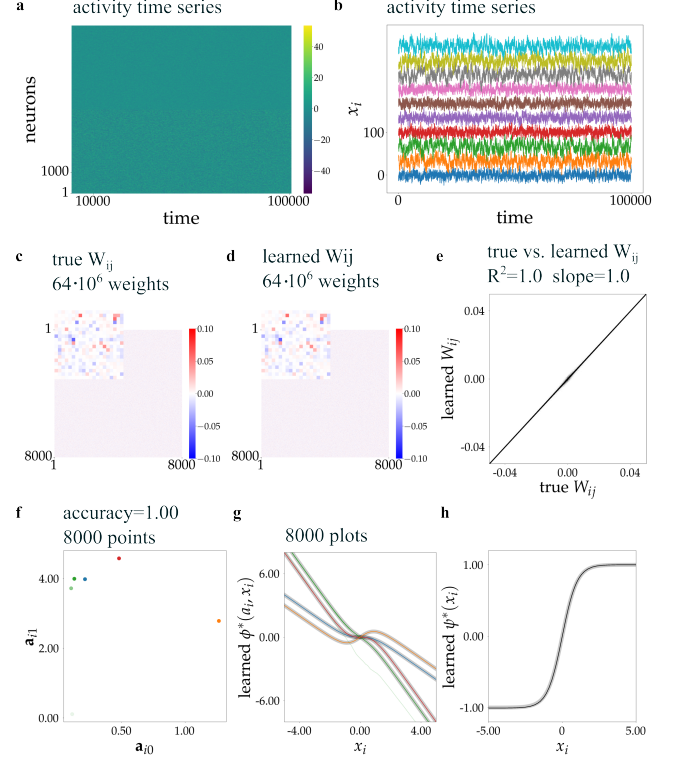 a activity time series
neurons
1000
1
10000 100000
time
40
20
0
−20
−40
b activity time series
x_i
100
0
0 100000
time
c true W_ij
64·10^6 weights
1
8000
1 8000
0.10
0.05
0.00
−0.05
−0.10
d learned Wij
64·10^6 weights
1
8000
1 8000
0.10
0.05
0.00
−0.05
−0.10
e true vs. learned W_ij
R^2=1.0 slope=1.0
learned W_ij
0.04
0.00
-0.04
-0.04 0.00 0.04
true W_ij
f accuracy=1.00
8000 points
a_i1
4.00
2.00
0.00
0.50 1.00
a_i0
g 8000 plots
learned ϕ*(a_i, x_i)
6.00
0.00
-6.00
-4.00 0.00 4.00
x_i
h
learned ψ*(x_i)
1.00
0.00
-1.00
-5.00 0 5.00
x_i